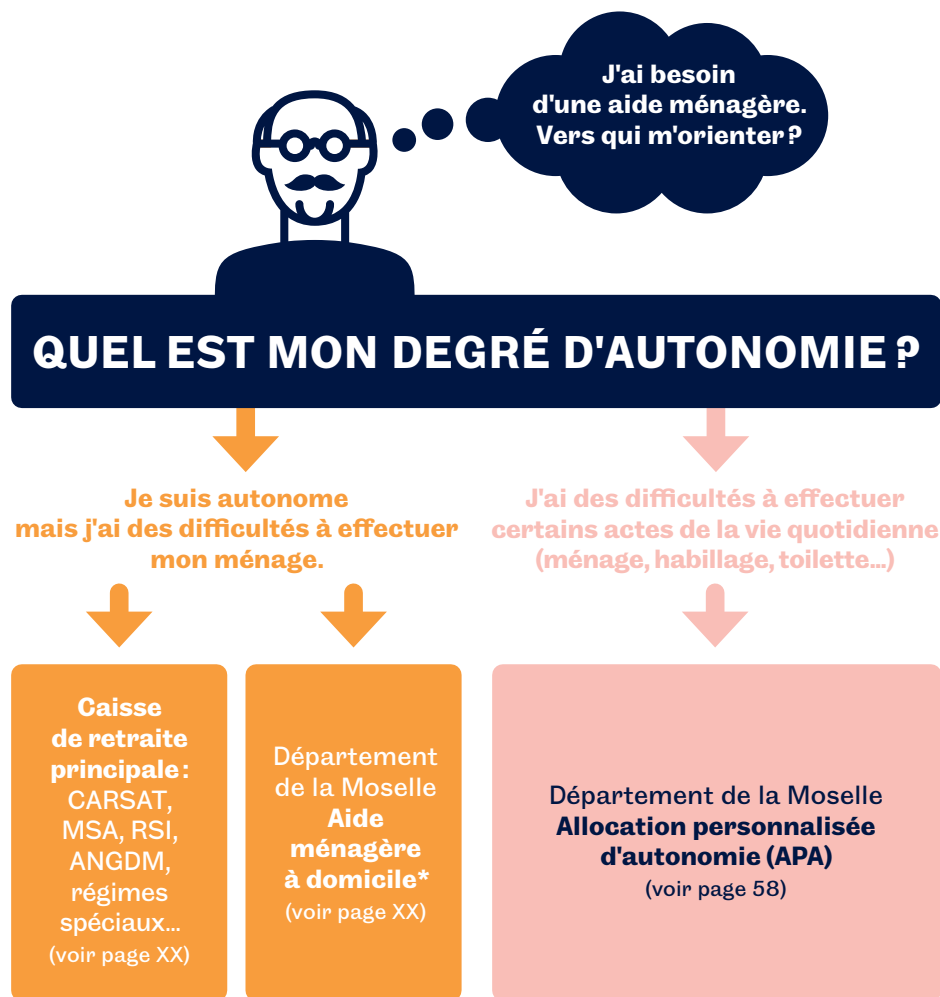 J'ai besoin
d'une aide ménagère.
Vers qui m'orienter ?
QUEL EST MON DEGRÉ D'AUTONOMIE ?
Je suis autonome
mais j'ai des difficultés à effectuer
mon ménage.
J'ai des difficultés à effectuer
certains actes de la vie quotidienne
(ménage, habillage, toilette...)
Caisse
de retraite
principale :
CARSAT,
MSA, RSI,
ANGDM,
régimes
spéciaux...
(voir page XX)
Département
de la Moselle
Aide
ménagère
à domicile*
(voir page XX)
Département de la Moselle
Allocation personnalisée
d'autonomie (APA)
(voir page 58)